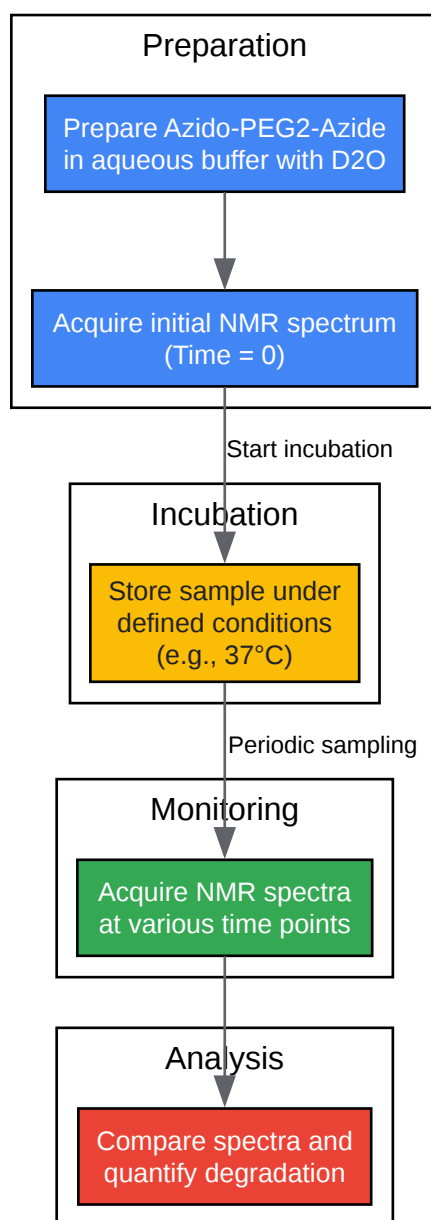 Preparation
Prepare Azido-PEG2-Azide
in aqueous buffer with D2O
Acquire initial NMR spectrum
(Time = 0)
Start incubation
Incubation
Store sample under
defined conditions
(e.g., 37°C)
Periodic sampling
Monitoring
Acquire NMR spectra
at various time points
Analysis
Compare spectra and
quantify degradation